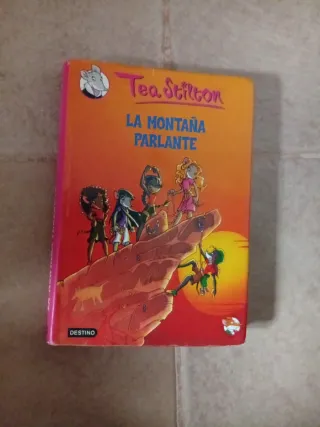 Tea Stilton
LA MONTAÑA
PARLANTE
DESTINO